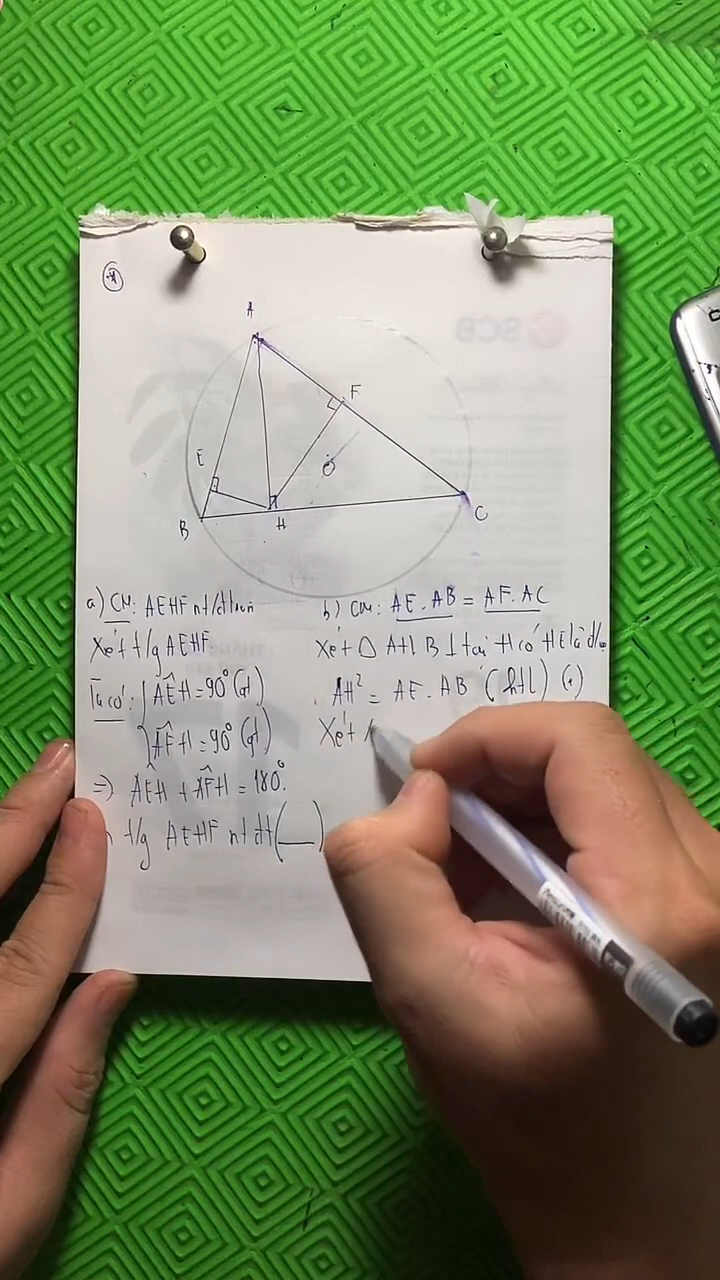 4
A
F
E
O
B
H
C
a) CM: AEHF nt/đtròn
Xét t/g AEHF
Ta có: { AÊH = 90° (gt)
AF̂H = 90° (gt)
=> AÊH + AF̂H = 180°.
t/g AEHF nt đt (__)
b) CM: AE.AB = AF.AC
Xét Δ AHB ⊥ tại H có HE là đ/c
AH² = AE.AB (htl) (1)
Xét
SCB